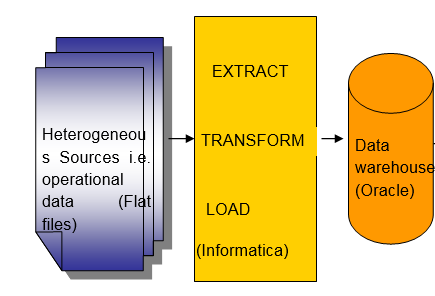 Heterogeneou
s Sources i.e.
operational
data (Flat
files)
EXTRACT
TRANSFORM
LOAD
(Informatica)
Data
warehouse
(Oracle)